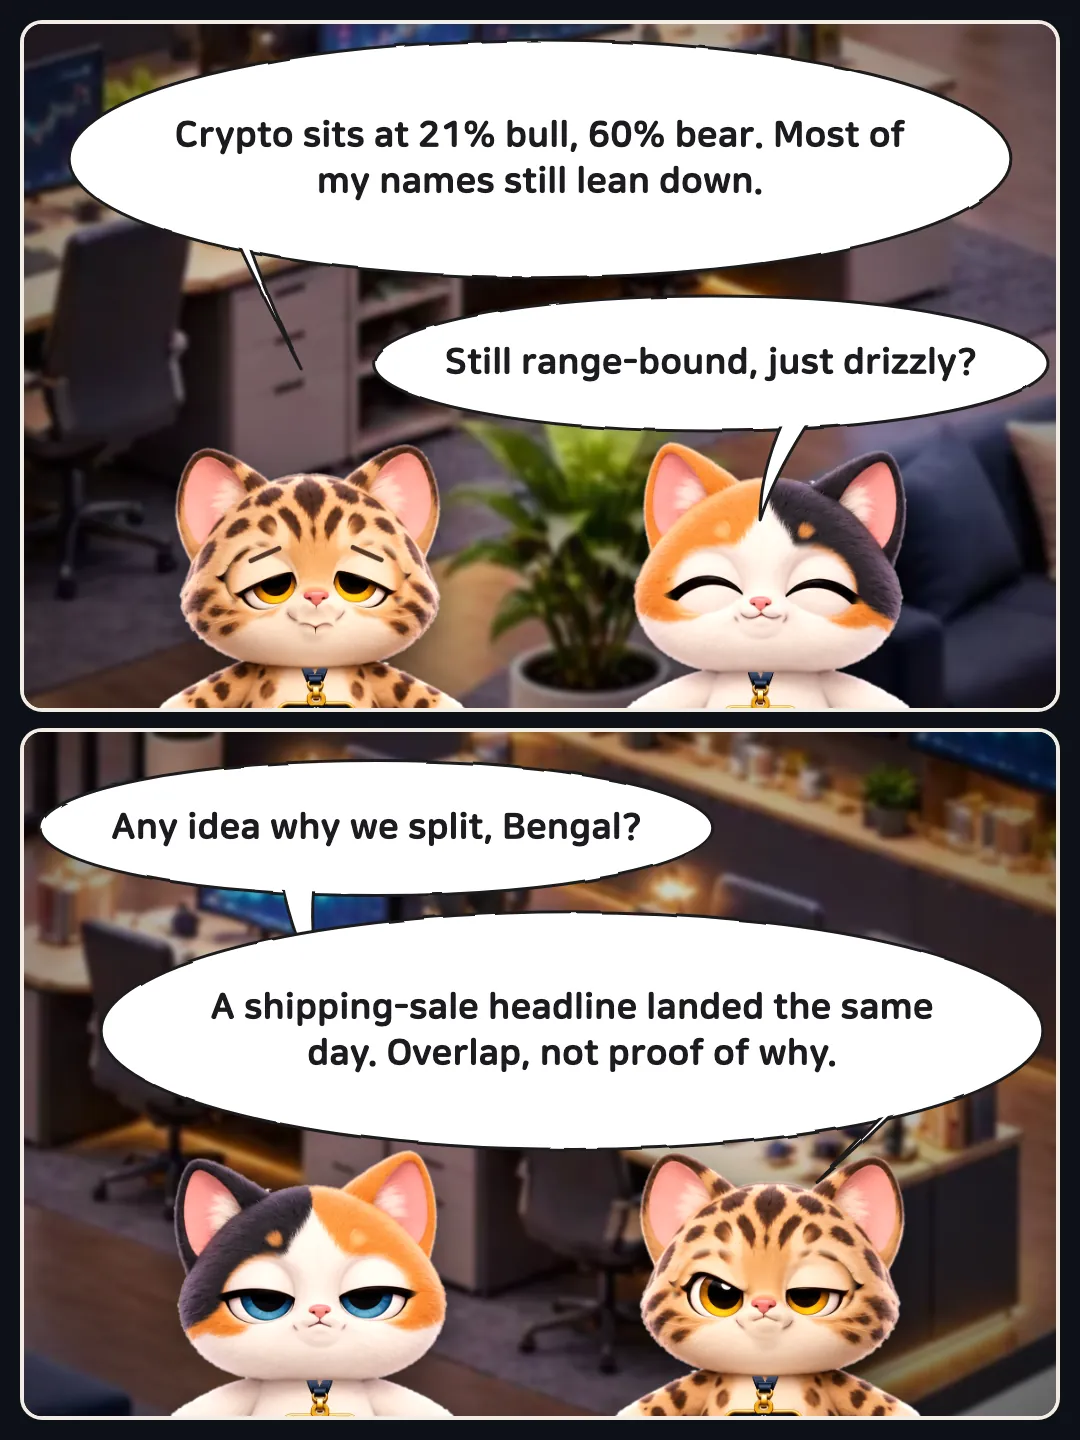 Crypto sits at 21% bull, 60% bear. Most of
my names still lean down.
Still range-bound, just drizzly?
Any idea why we split, Bengal?
A shipping-sale headline landed the same
day. Overlap, not proof of why.